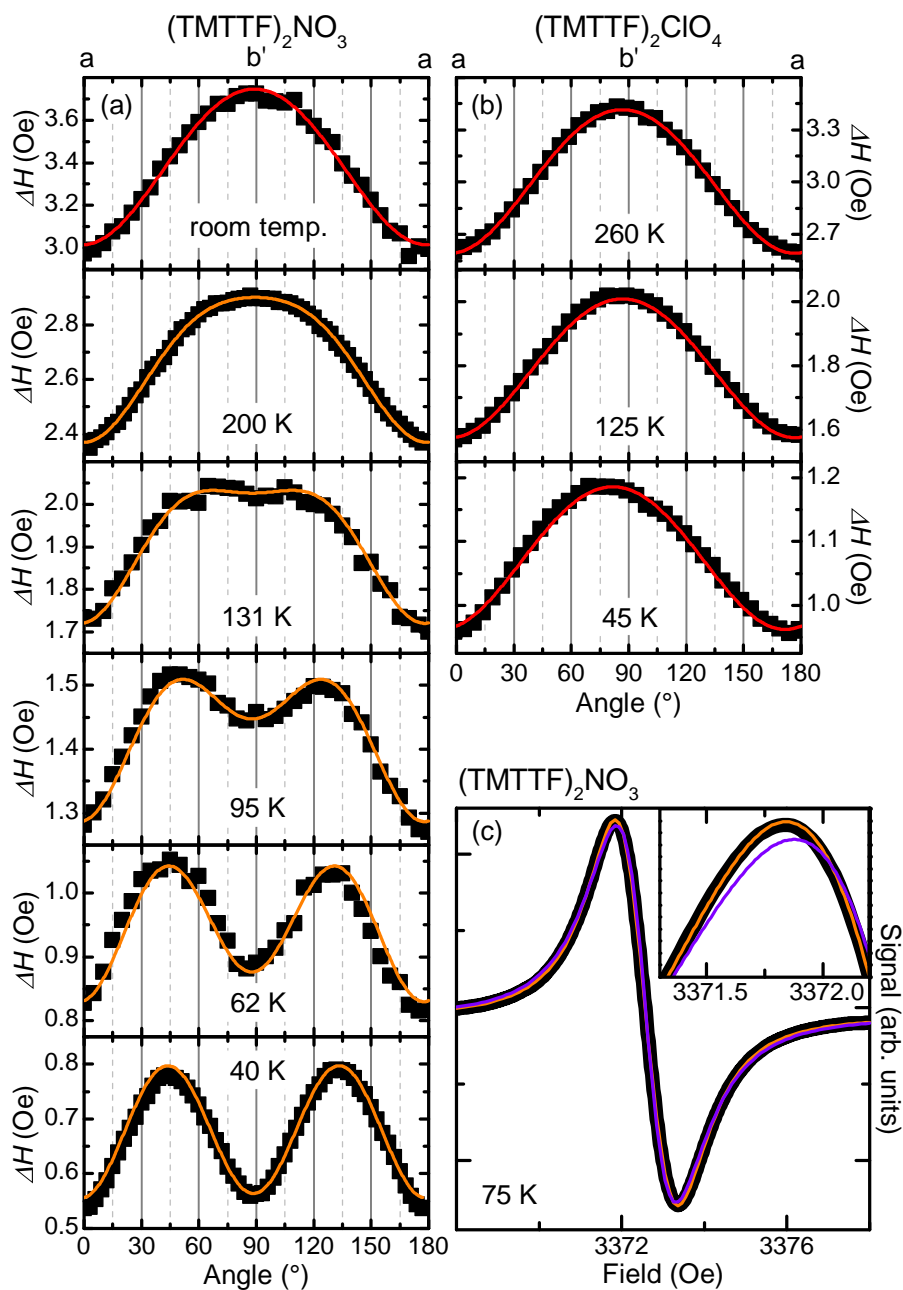 (TMTTF)₂NO₃
a b' a
(a)
3.6
3.4
3.2
3.0
ΔH (Oe)
room temp.
2.8
2.6
2.4
ΔH (Oe)
200 K
2.0
1.9
1.8
1.7
ΔH (Oe)
131 K
1.5
1.4
1.3
ΔH (Oe)
95 K
1.0
0.9
0.8
ΔH (Oe)
62 K
0.8
0.7
0.6
0.5
ΔH (Oe)
40 K
0 30 60 90 120 150 180
Angle (°)
(TMTTF)₂ClO₄
a b' a
(b)
3.3
3.0
2.7
ΔH (Oe)
260 K
2.0
1.8
1.6
ΔH (Oe)
125 K
1.2
1.1
1.0
ΔH (Oe)
45 K
0 30 60 90 120 150 180
Angle (°)
(TMTTF)₂NO₃
(c)
3371.5 3372.0
Signal (arb. units)
75 K
3372 3376
Field (Oe)